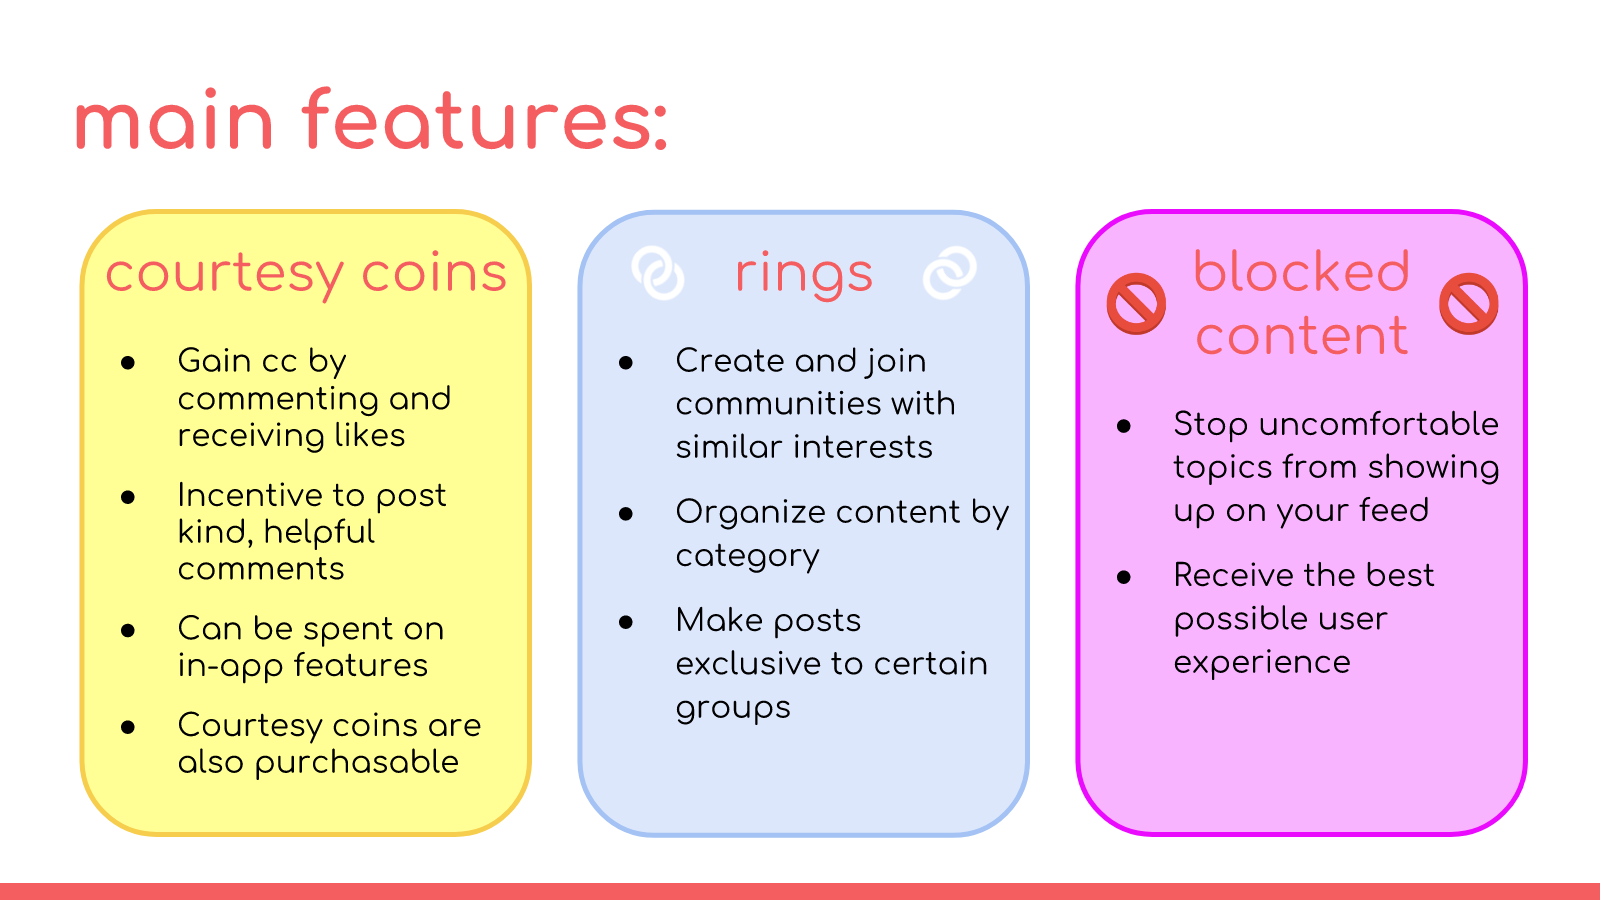 main features:
courtesy coins
● Gain cc by
commenting and
receiving likes
● Incentive to post
kind, helpful
comments
● Can be spent on
in-app features
● Courtesy coins are
also purchasable
rings
● Create and join
communities with
similar interests
● Organize content by
category
● Make posts
exclusive to certain
groups
blocked
content
● Stop uncomfortable
topics from showing
up on your feed
● Receive the best
possible user
experience